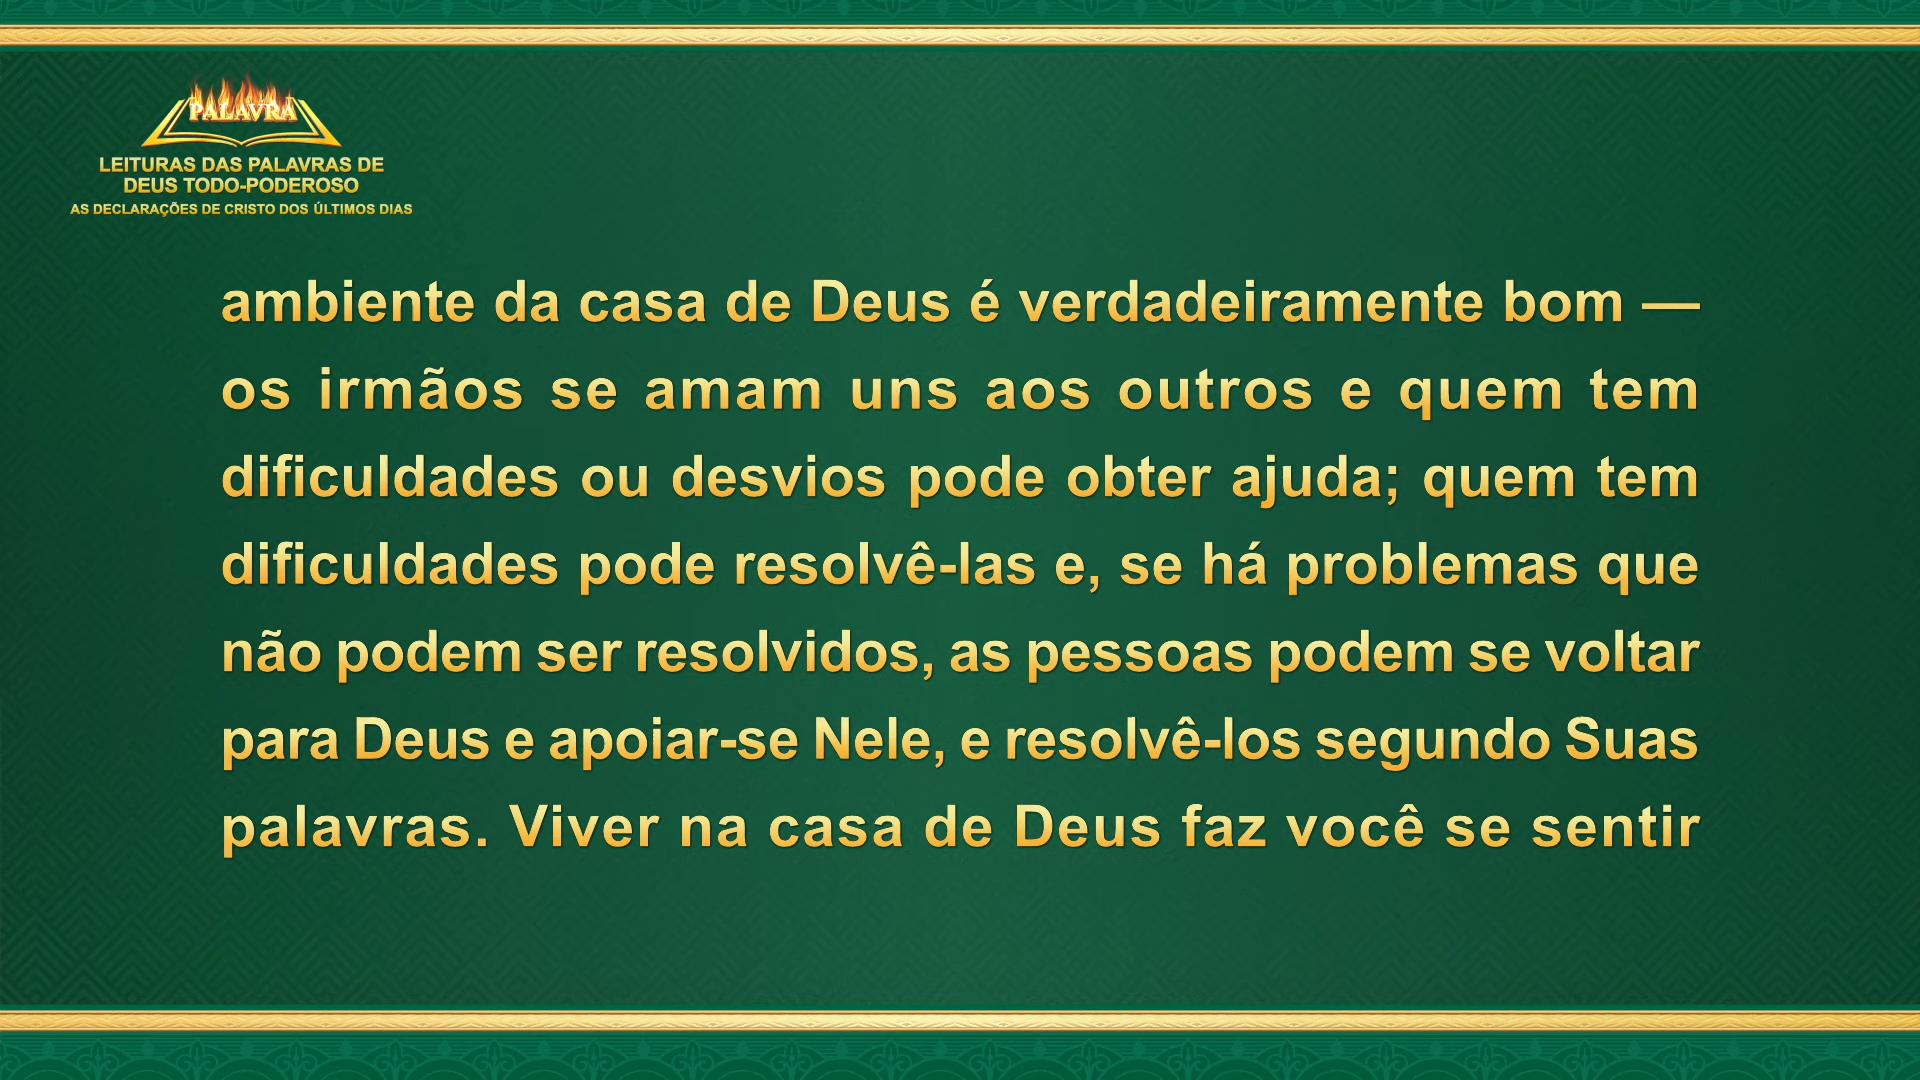 PALAVRA
LEITURAS DAS PALAVRAS DE
DEUS TODO-PODEROSO
AS DECLARAÇÕES DE CRISTO DOS ÚLTIMOS DIAS
ambiente da casa de Deus é verdadeiramente bom —
os irmãos se amam uns aos outros e quem tem
dificuldades ou desvios pode obter ajuda; quem tem
dificuldades pode resolvê-las e, se há problemas que
não podem ser resolvidos, as pessoas podem se voltar
para Deus e apoiar-se Nele, e resolvê-los segundo Suas
palavras. Viver na casa de Deus faz você se sentir